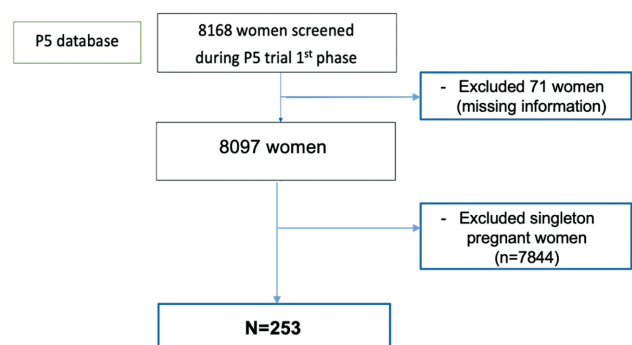 P5 database
8168 women screened
during P5 trial 1st phase
- Excluded 71 women
(missing information)
8097 women
- Excluded singleton
pregnant women
(n=7844)
N=253